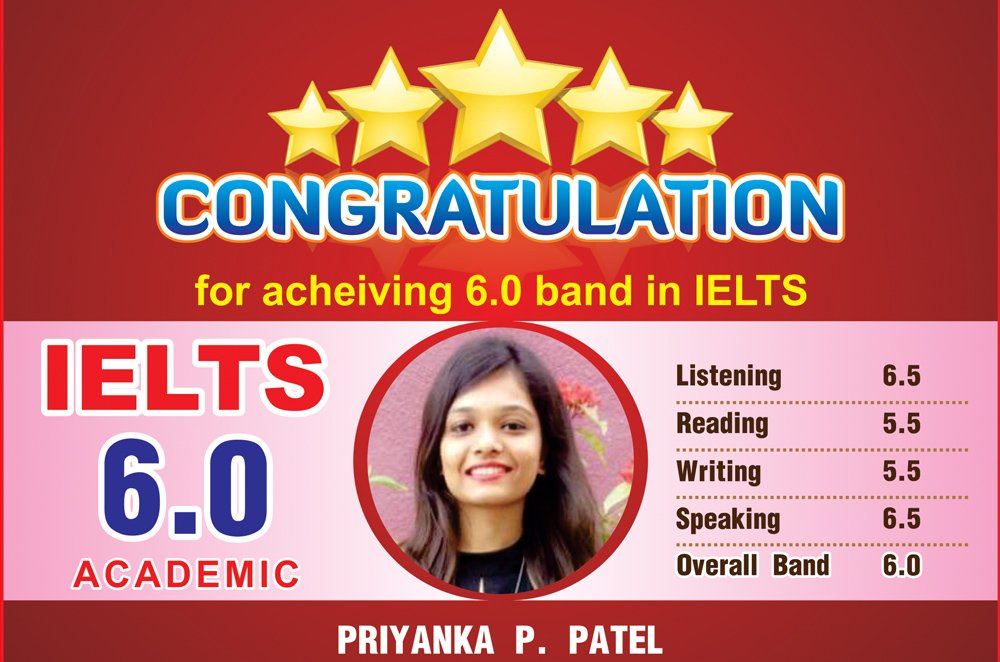 CONGRATULATION
for acheiving 6.0 band in IELTS
IELTS
6.0
ACADEMIC
Listening 6.5
Reading 5.5
Writing 5.5
Speaking 6.5
Overall Band 6.0
PRIYANKA P. PATEL